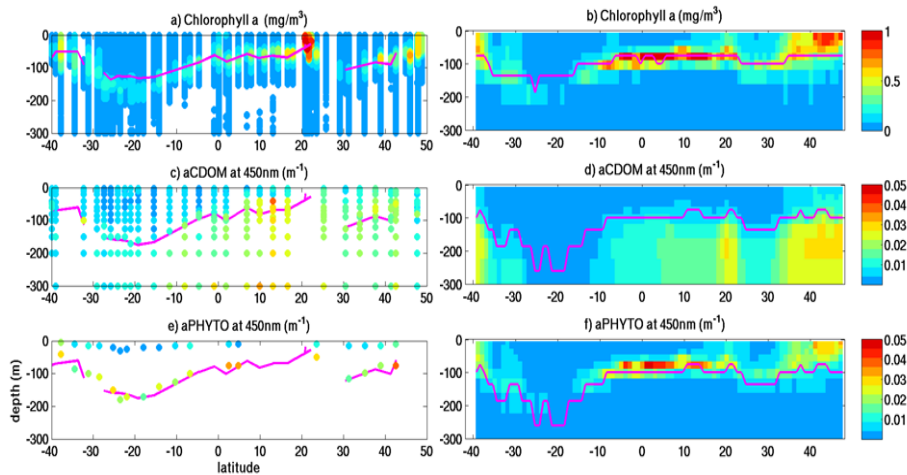 a) Chlorophyll a (mg/m³)
0
-100
-200
-300
-40 -30 -20 -10 0 10 20 30 40 50
b) Chlorophyll a (mg/m³)
0
-100
-200
-300
-40 -30 -20 -10 0 10 20 30 40
1
0.5
0
c) aCDOM at 450nm (m⁻¹)
0
-100
-200
-300
-40 -30 -20 -10 0 10 20 30 40 50
d) aCDOM at 450nm (m⁻¹)
0
-100
-200
-300
-40 -30 -20 -10 0 10 20 30 40
0.05
0.04
0.03
0.02
0.01
e) aPHYTO at 450nm (m⁻¹)
depth (m)
0
-100
-200
-300
-40 -30 -20 -10 0 10 20 30 40 50
latitude
f) aPHYTO at 450nm (m⁻¹)
0
-100
-200
-300
-40 -30 -20 -10 0 10 20 30 40
0.05
0.04
0.03
0.02
0.01